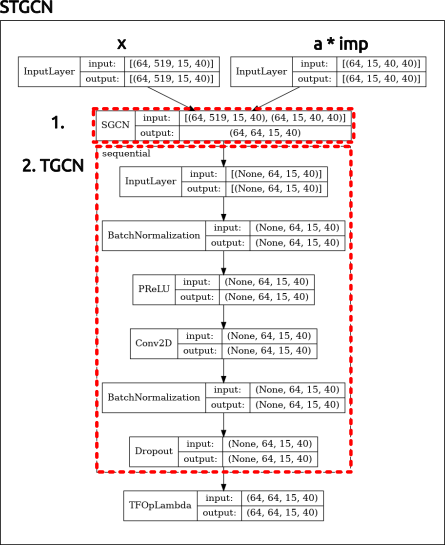 STGCN
x
a * imp
InputLayer input: [(64, 519, 15, 40)]
output: [(64, 519, 15, 40)]
InputLayer input: [(64, 15, 40, 40)]
output: [(64, 15, 40, 40)]
1.
SGCN input: [(64, 519, 15, 40), (64, 15, 40, 40)]
output: (64, 64, 15, 40)
2. TGCN
sequential
InputLayer input: [(None, 64, 15, 40)]
output: [(None, 64, 15, 40)]
BatchNormalization input: (None, 64, 15, 40)
output: (None, 64, 15, 40)
PReLU input: (None, 64, 15, 40)
output: (None, 64, 15, 40)
Conv2D input: (None, 64, 15, 40)
output: (None, 64, 15, 40)
BatchNormalization input: (None, 64, 15, 40)
output: (None, 64, 15, 40)
Dropout input: (None, 64, 15, 40)
output: (None, 64, 15, 40)
TFOpLambda input: (64, 64, 15, 40)
output: (64, 64, 15, 40)